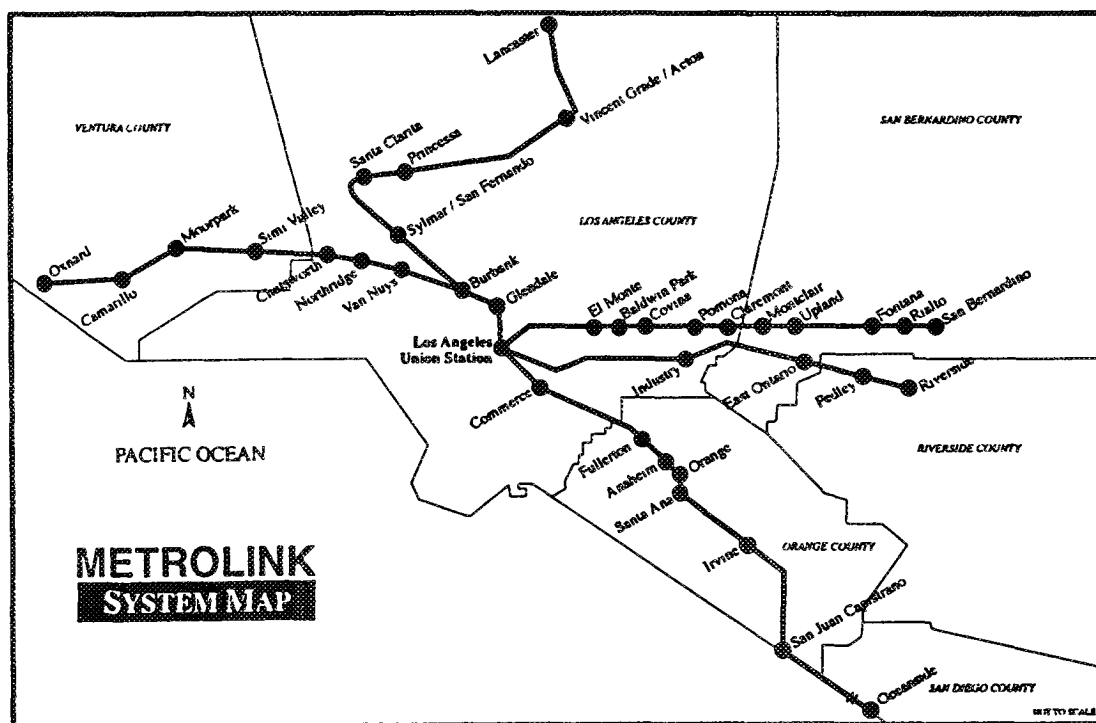 Lancaster
Vincent Grade / Acton
VENTURA COUNTY
SAN BERNARDINO COUNTY
Santa Clarita
Princessa
Sylmar / San Fernando
LOS ANGELES COUNTY
Oxnard
Camarillo
Moorpark
Simi Valley
Chatsworth
Northridge
Van Nuys
Burbank
Glendale
Los Angeles
Union Station
El Monte
Baldwin Park
Covina
Pomona
Claremont
Montclair
Upland
Fontana
Rialto
San Bernardino
Industry
East Ontario
Pedley
Riverside
Commerce
N
PACIFIC OCEAN
RIVERSIDE COUNTY
Fullerton
Anaheim
Orange
Santa Ana
Irvine
ORANGE COUNTY
METROLINK
SYSTEM MAP
San Juan Capistrano
Oceanside
SAN DIEGO COUNTY
NOT TO SCALE